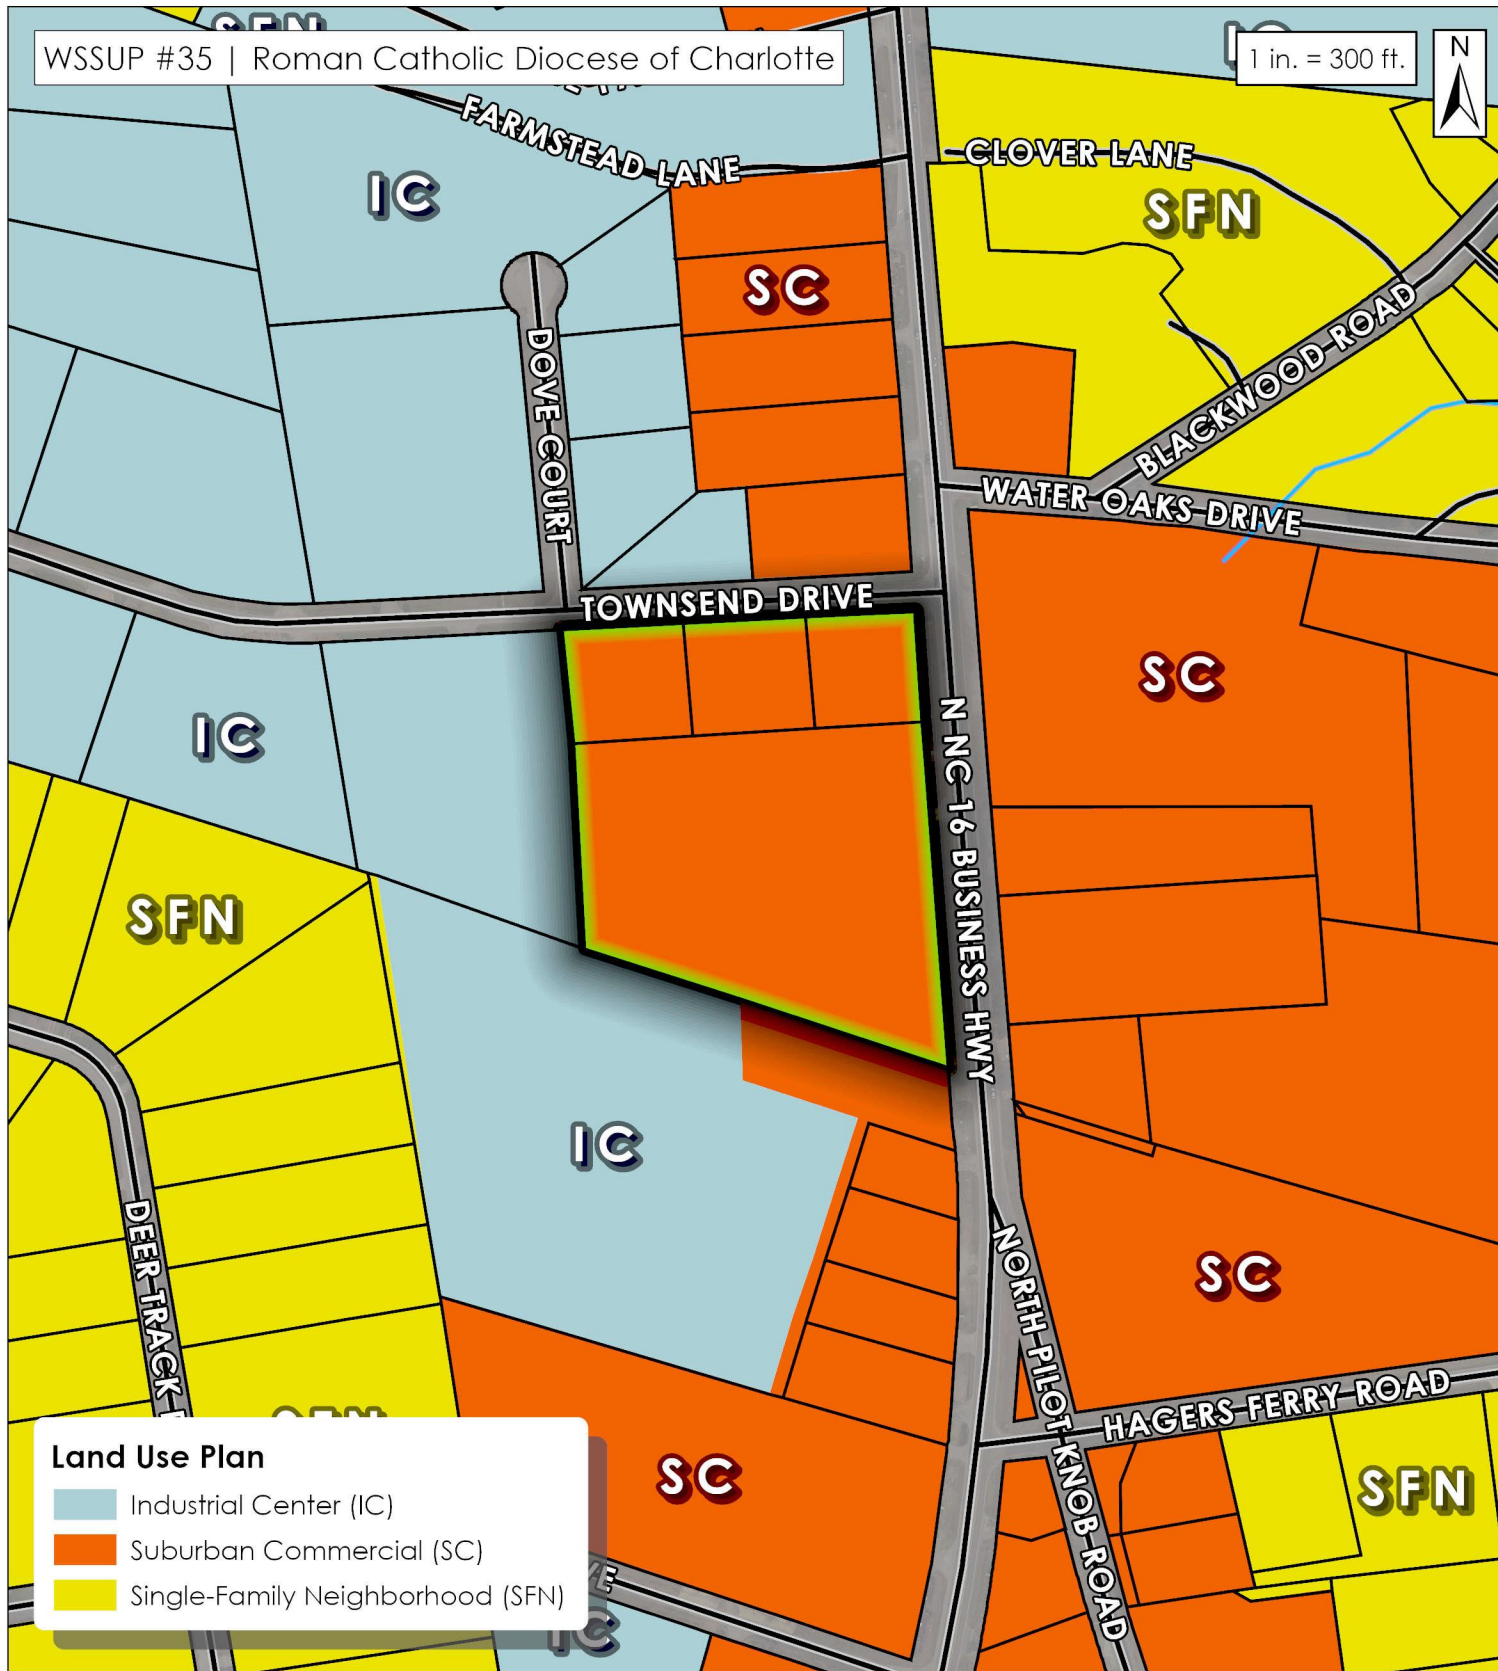 WSSUP #35 | Roman Catholic Diocese of Charlotte
1 in. = 300 ft.
N
SFN
FARMSTEAD LANE
CLOVER LANE
IC
SFN
SC
DOVE COURT
BLACKWOOD ROAD
WATER OAKS DRIVE
TOWNSEND DRIVE
SC
IC
N NC 16 BUSINESS HWY
SFN
IC
DEER TRACK
NORTH PILOT KNOB ROAD
SC
HAGERS FERRY ROAD
SFN
SC
SFN
Land Use Plan
Industrial Center (IC)
Suburban Commercial (SC)
Single-Family Neighborhood (SFN)
IC